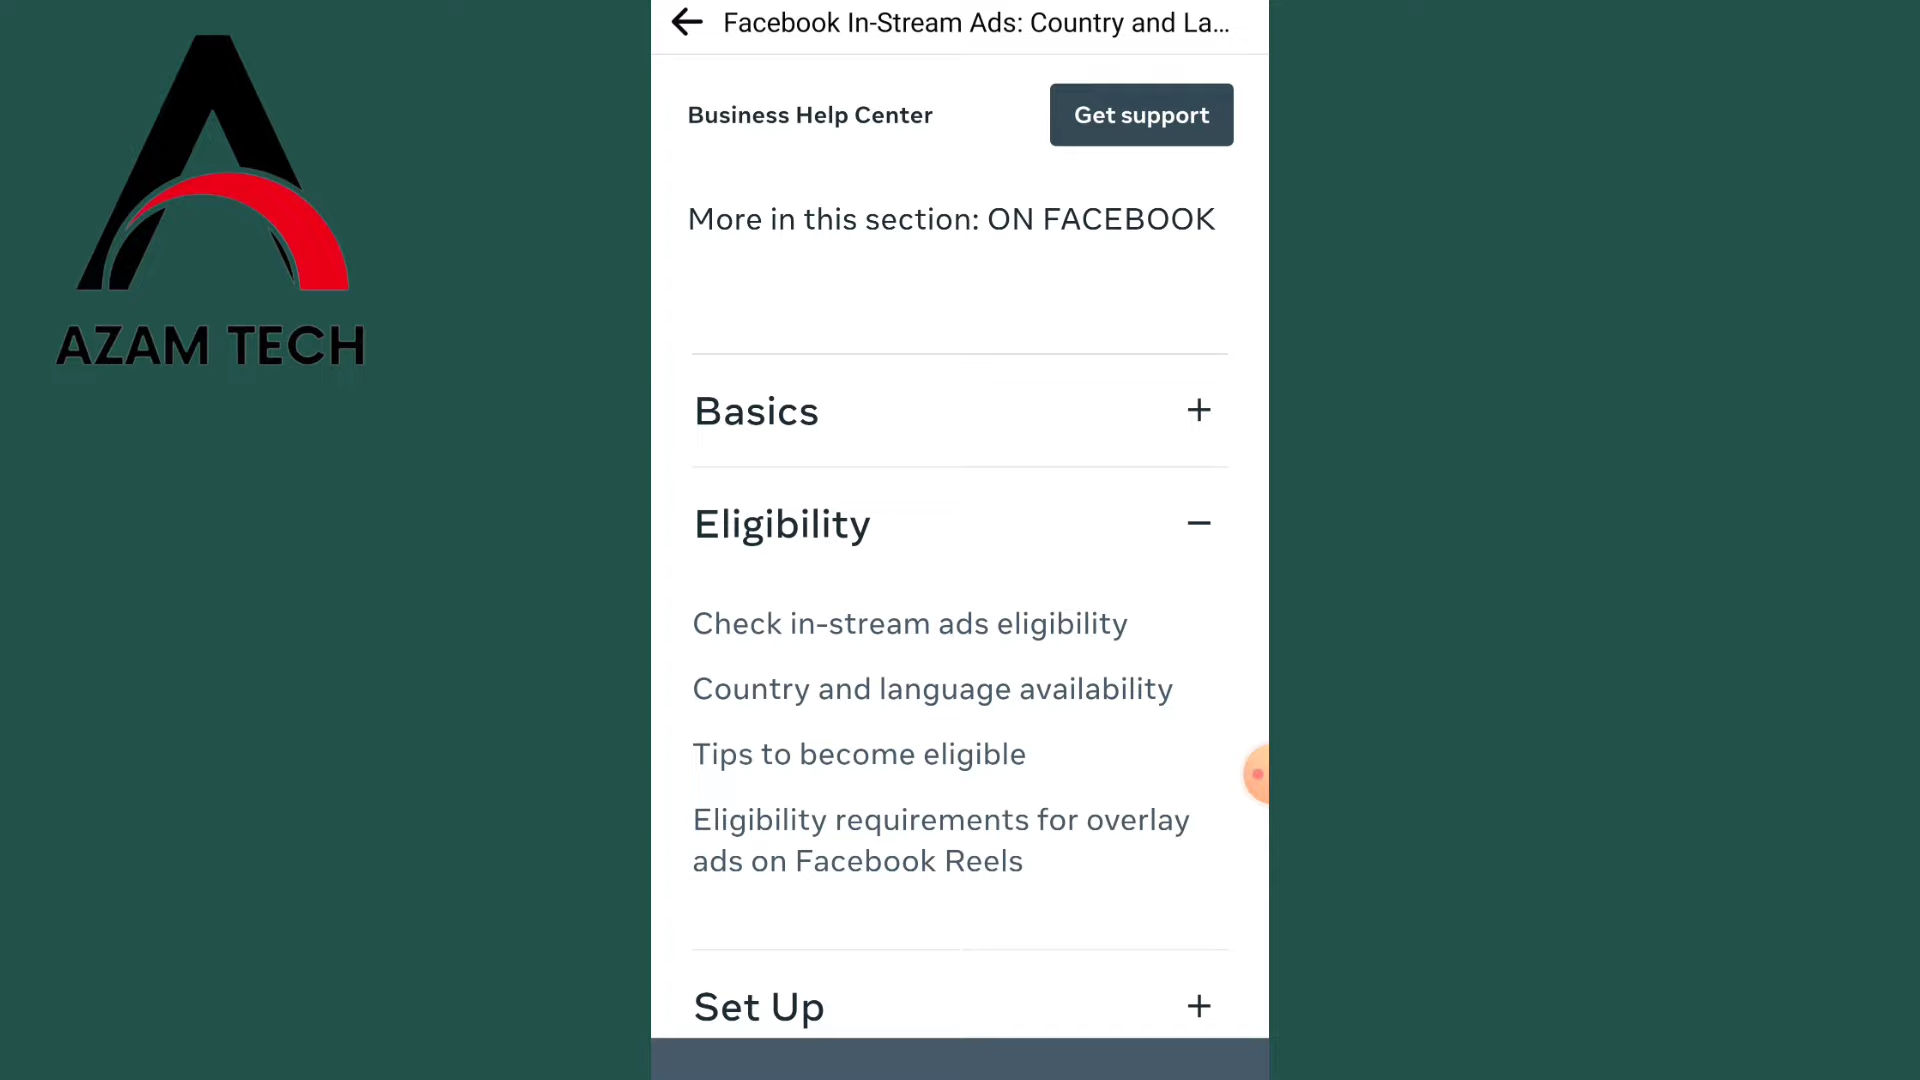 AZAM TECH
Facebook In-Stream Ads: Country and La...
Business Help Center
Get support
More in this section: ON FACEBOOK
Basics
Eligibility
Check in-stream ads eligibility
Country and language availability
Tips to become eligible
Eligibility requirements for overlay
ads on Facebook Reels
Set Up